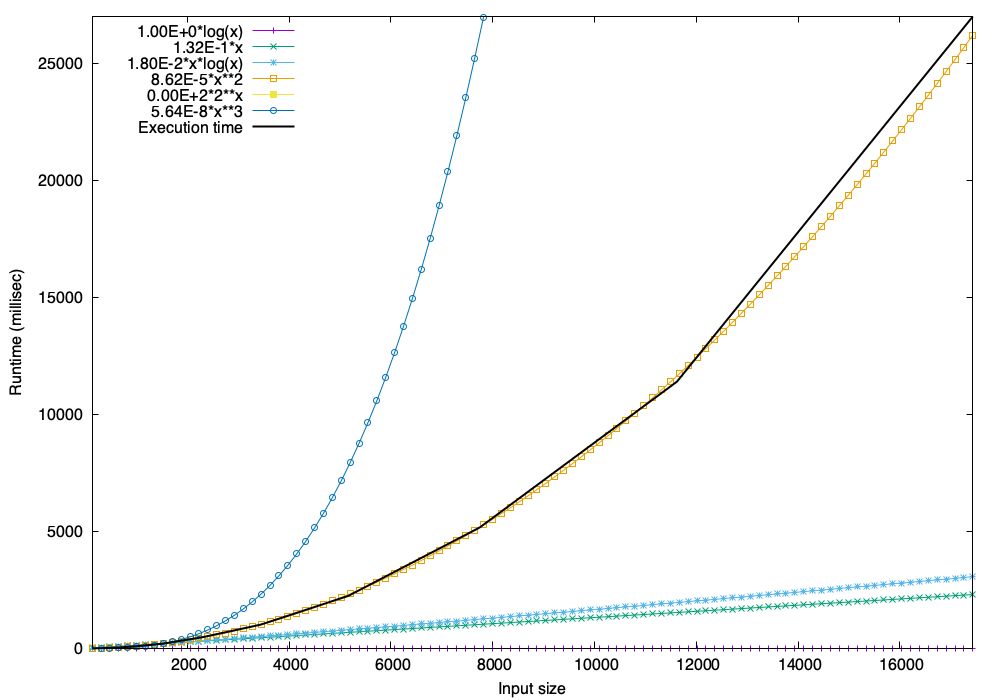 1.00E+0*log(x)
1.32E-1*x
1.80E-2*x*log(x)
8.62E-5*x**2
0.00E+2*2**x
5.64E-8*x**3
Execution time
25000
20000
15000
10000
5000
0
Runtime (millisec)
2000 4000 6000 8000 10000 12000 14000 16000
Input size